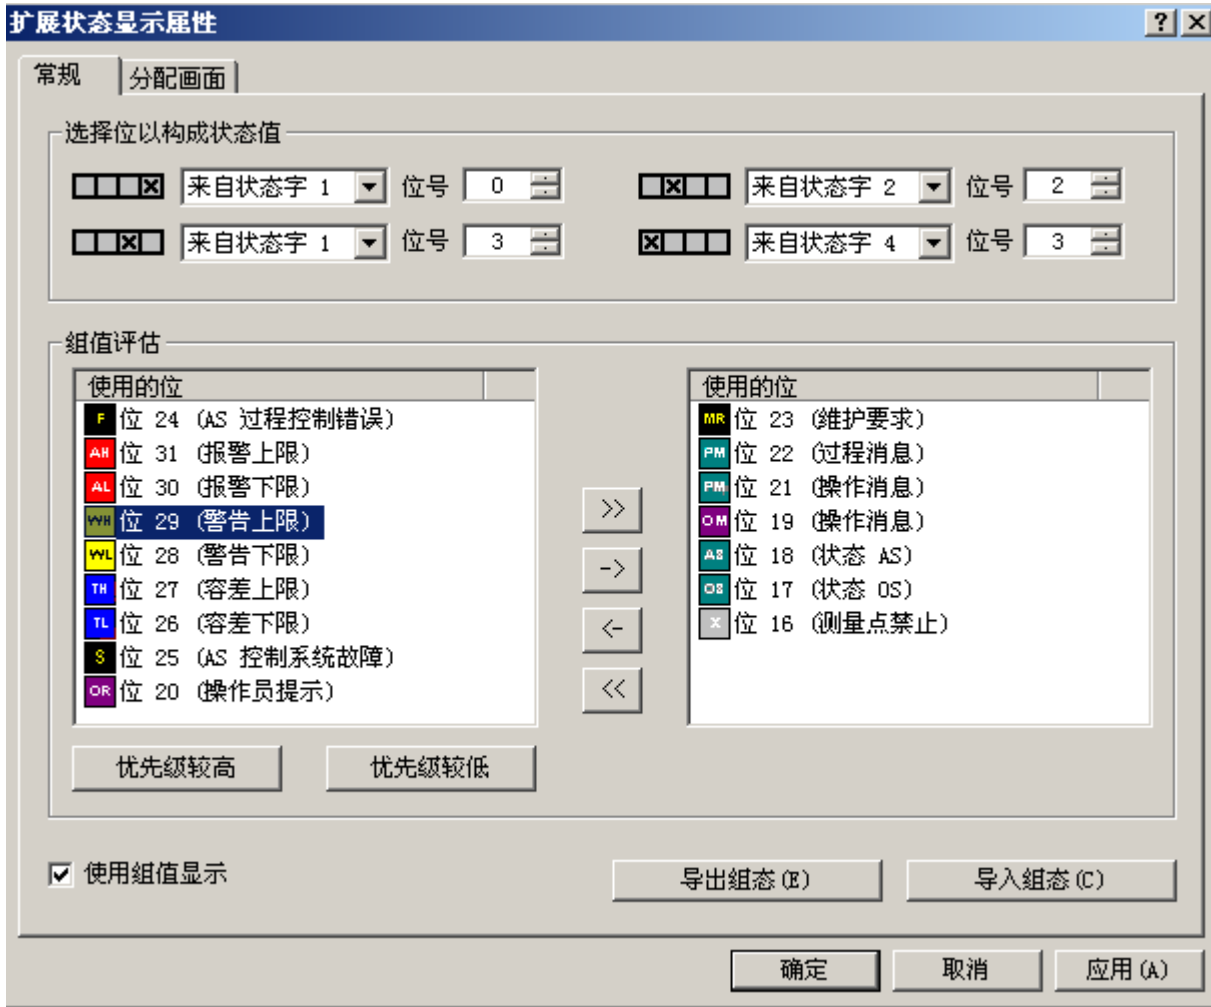 扩展状态显示属性
常规 分配画面
选择位以构成状态值
来自状态字 1 位号 0 来自状态字 2 位号 2
来自状态字 1 位号 3 来自状态字 4 位号 3
组值评估
使用的位
F 位 24 (AS 过程控制错误)
AH 位 31 (报警上限)
AL 位 30 (报警下限)
WH 位 29 (警告上限)
WL 位 28 (警告下限)
TH 位 27 (容差上限)
TL 位 26 (容差下限)
S 位 25 (AS 控制系统故障)
OR 位 20 (操作员提示)
>>
->
<-
<<
使用的位
MR 位 23 (维护要求)
PM 位 22 (过程消息)
PM 位 21 (操作消息)
OM 位 19 (操作消息)
AS 位 18 (状态 AS)
OS 位 17 (状态 OS)
X 位 16 (测量点禁止)
优先级较高 优先级较低
使用组值显示 导出组态(E) 导入组态(C)
确定 取消 应用(A)